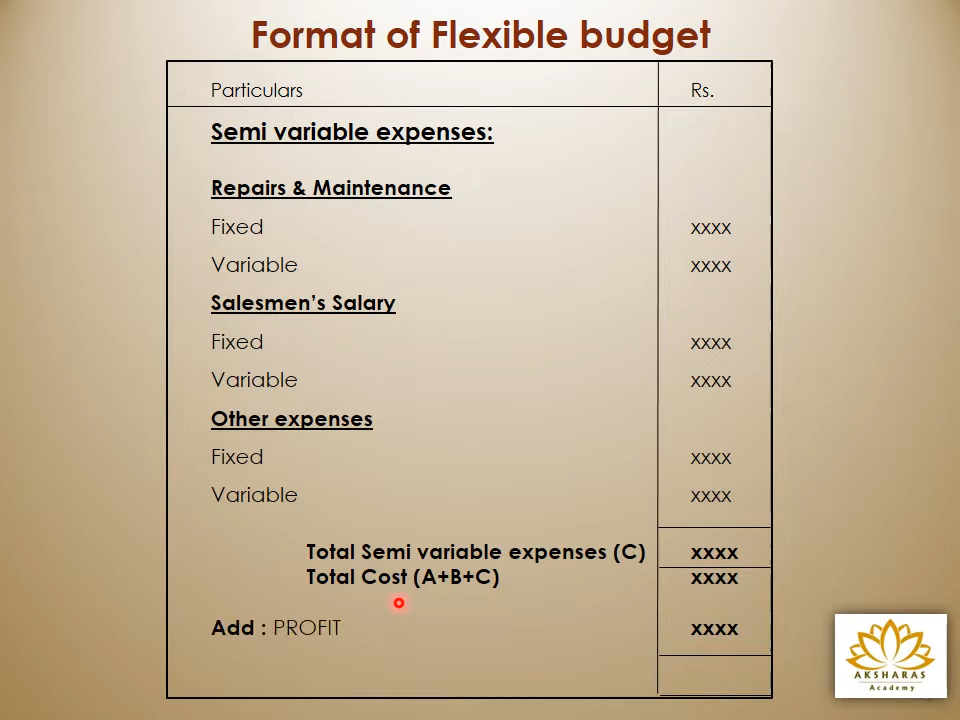 Format of Flexible budget
Particulars Rs.
Semi variable expenses:
Repairs & Maintenance
Fixed xxxx
Variable xxxx
Salesmen's Salary
Fixed xxxx
Variable xxxx
Other expenses
Fixed xxxx
Variable xxxx
Total Semi variable expenses (C) xxxx
Total Cost (A+B+C) xxxx
Add : PROFIT xxxx
AKSHARAS
Academy